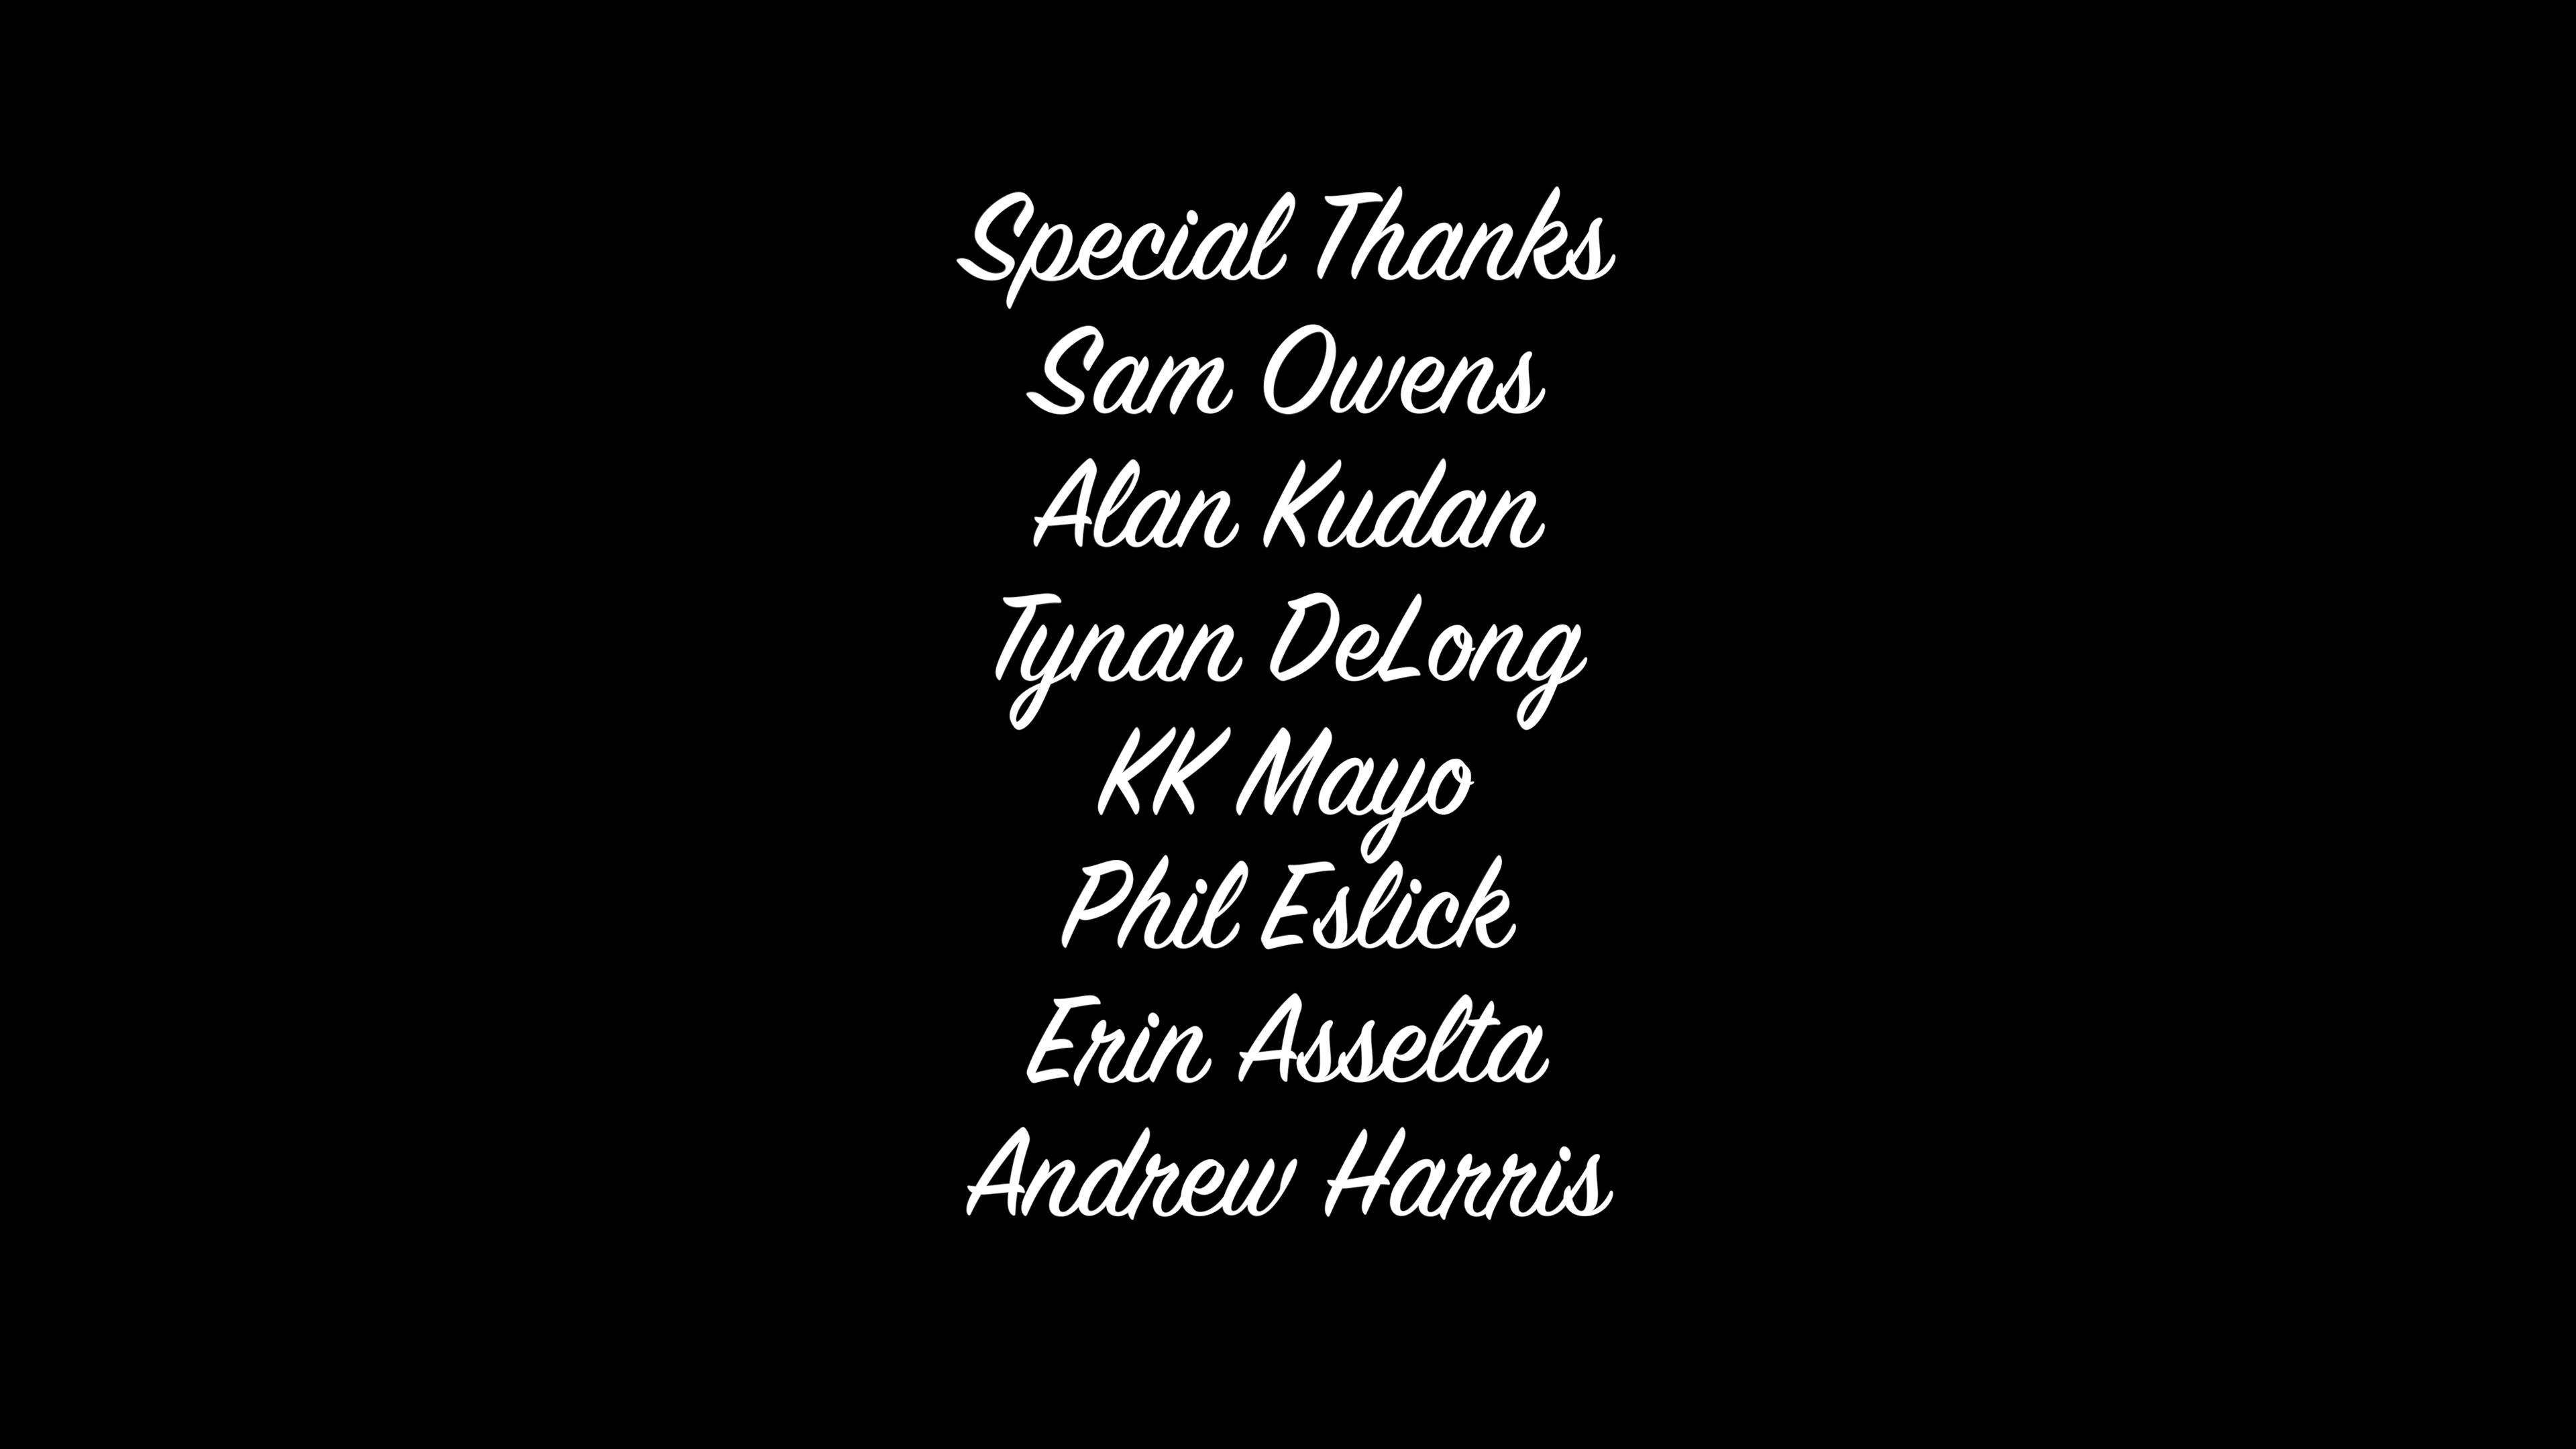 Special Thanks
Sam Owens
Alan Kudan
Tynan DeLong
KK Mayo
Phil Eslick
Erin Asselta
Andrew Harris